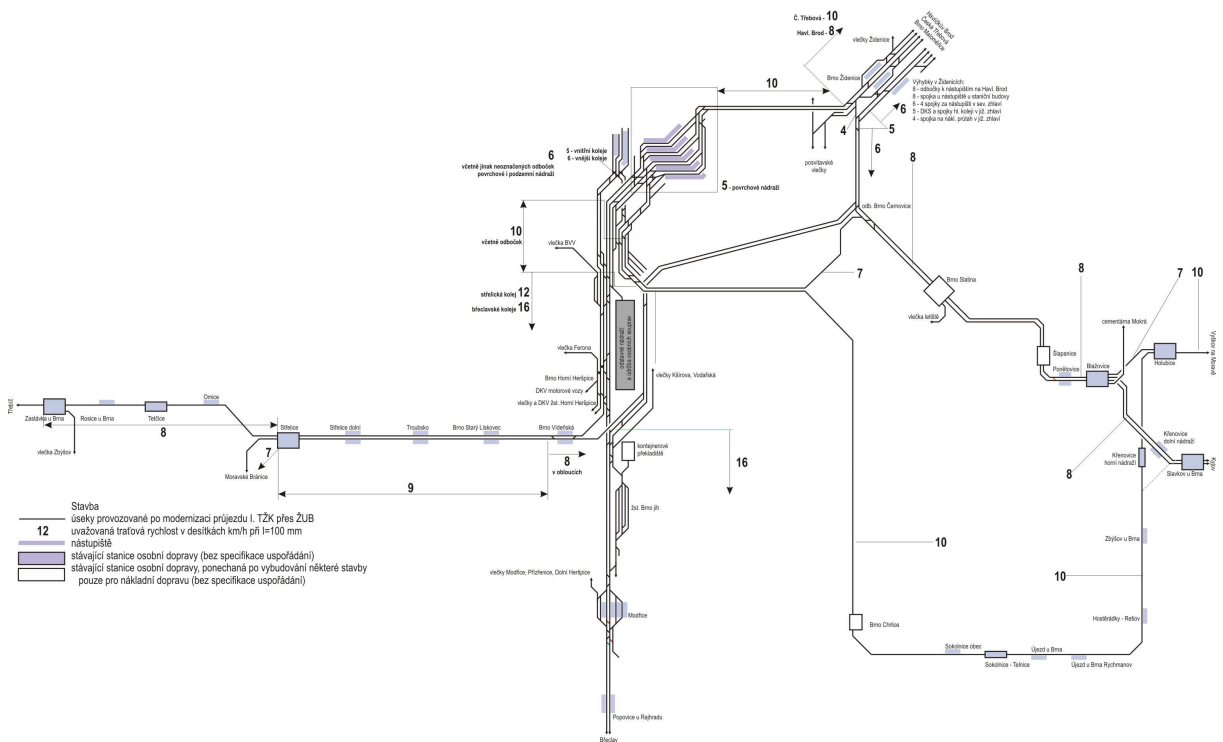 Č. Třebová - 10
Havl. Brod - 8
Havlíčkův Brod
Česká Třebová
Brno Maloměřice
vlečky Židenice
Brno Židenice
10
Výhybky v Židenicích:
8 - odbočky k nástupištím na Havl. Brod
8 - spojka u nástupiště u staniční budovy
6 - 4 spojky za nástupišti v sev. zhlaví
5 - DKS a spojky hl. kolejí v již. zhlaví
4 - spojka na nákl. průtah v již. zhlaví
6
4
5
6
posvitavské
vlečky
8
6
včetně jinak neoznačených odboček
povrchové i podzemní nádraží
5 - vnitřní koleje
6 - vnější koleje
5 - povrchové nádraží
odb. Brno Černovice
10
včetně odboček
vlečka BVV
7
střelická kolej 12
břeclavské koleje 16
odstavné nádraží
a údržba osobních souprav
Brno Slatina
vlečka letiště
8
7
10
cementárna Mokrá
Vyškov na Moravě
Holubice
Šlapanice
Ponětovice
Blažovice
vlečka Ferona
Brno Horní Heršpice
DKV motorové vozy
vlečky a DKV žst. Horní Heršpice
vlečky Kšírova, Vodařská
Třebíč
Zastávka u Brna
Rosice u Brna
Tetčice
Omice
8
vlečka Zbýšov
Střelice
7
Moravské Bránice
Střelice dolní
Troubsko
Brno Starý Lískovec
Brno Vídeňská
8
v obloucích
9
kontejnerové
překladiště
16
Křenovice
dolní nádraží
Křenovice
horní nádraží
8
Slavkov u Brna
Kyjov
žst. Brno jih
10
Zbýšov u Brna
10
Hostěrádky - Rešov
vlečky Modřice, Přízřenice, Dolní Heršpice
Modřice
Brno Chrlice
Sokolnice obec
Sokolnice - Telnice
Újezd u Brna
Újezd u Brna Rychmanov
Popovice u Rajhradu
Břeclav
Stavba
úseky provozované po modernizaci průjezdu I. TŽK přes ŽUB
12 uvažovaná traťová rychlost v desítkách km/h při I=100 mm
nástupiště
stávající stanice osobní dopravy (bez specifikace uspořádání)
stávající stanice osobní dopravy, ponechaná po vybudování některé stavby
pouze pro nákladní dopravu (bez specifikace uspořádání)